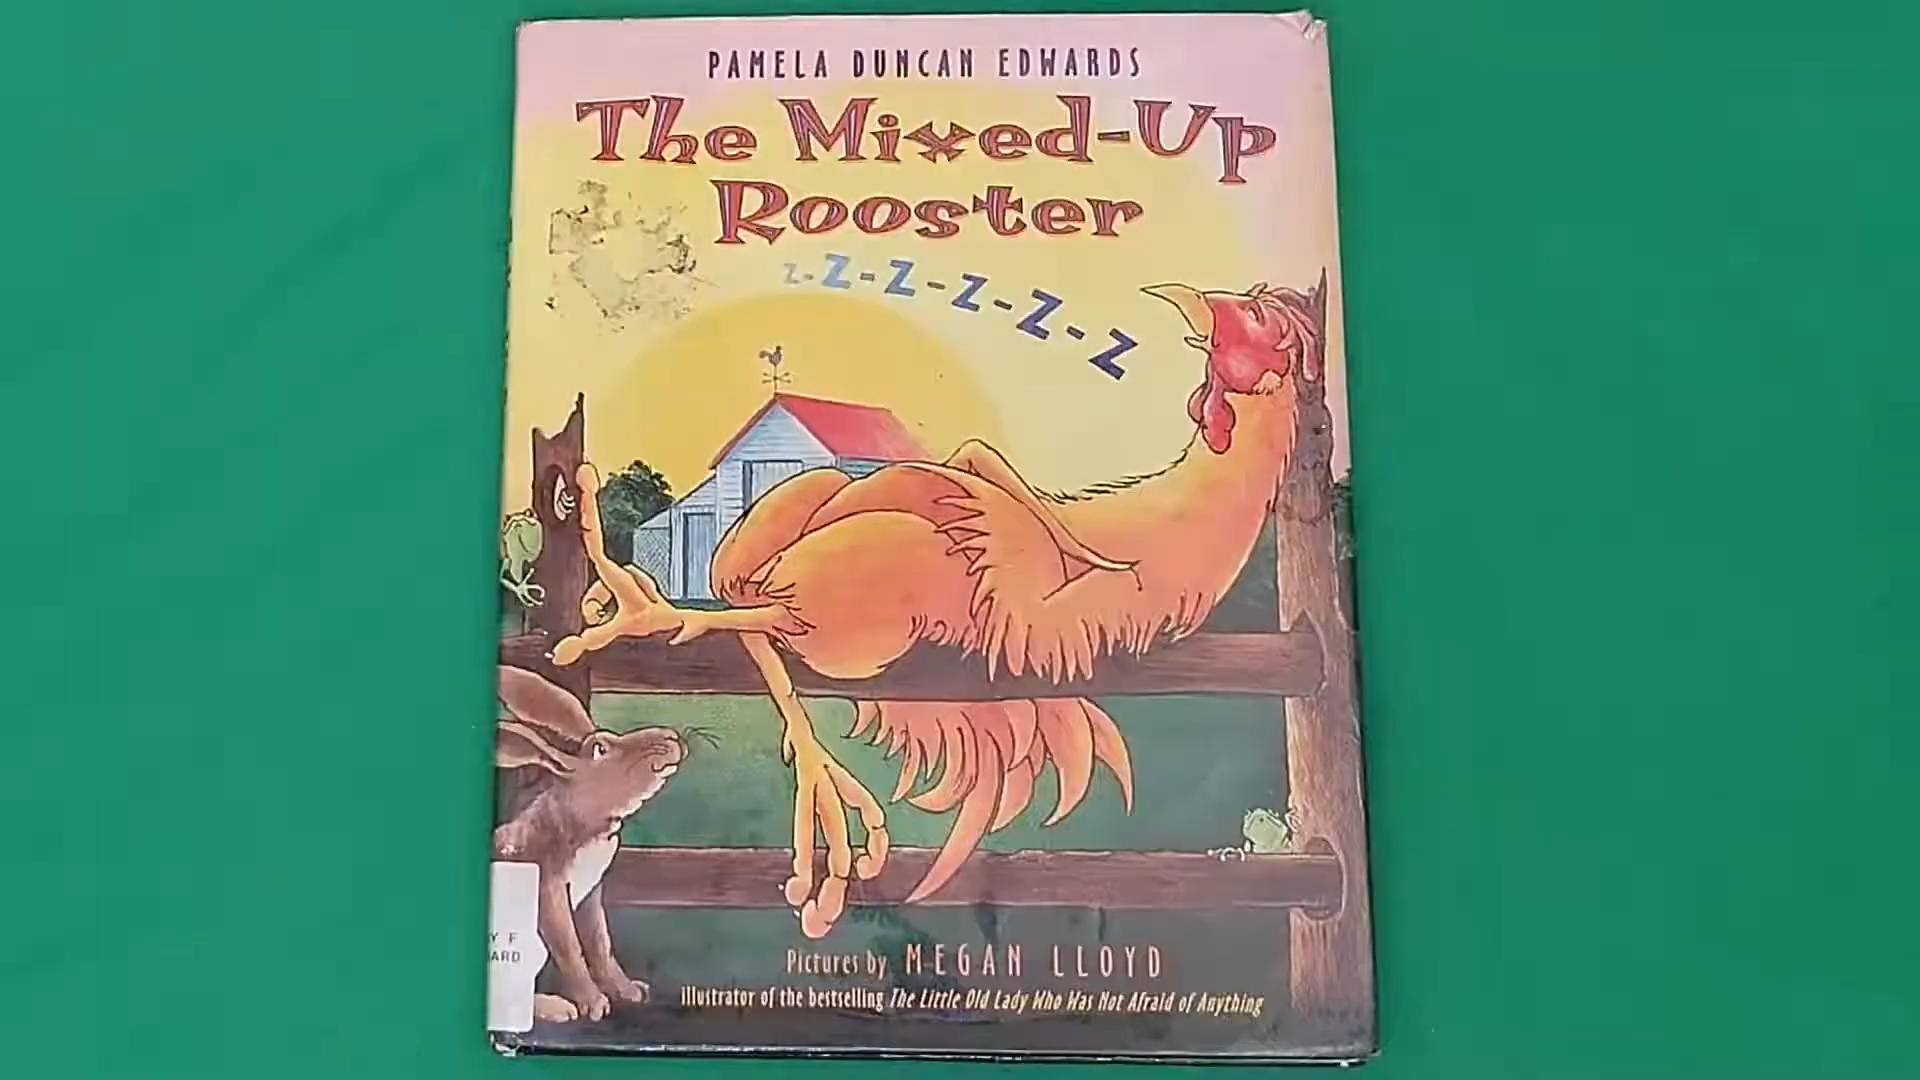 PAMELA DUNCAN EDWARDS
The Mixed-Up
Rooster
z-Z-Z-Z-Z-Z
Y F
ARD
Pictures by MEGAN LLOYD
illustrator of the bestselling The Little Old Lady Who Was Not Afraid of Anything